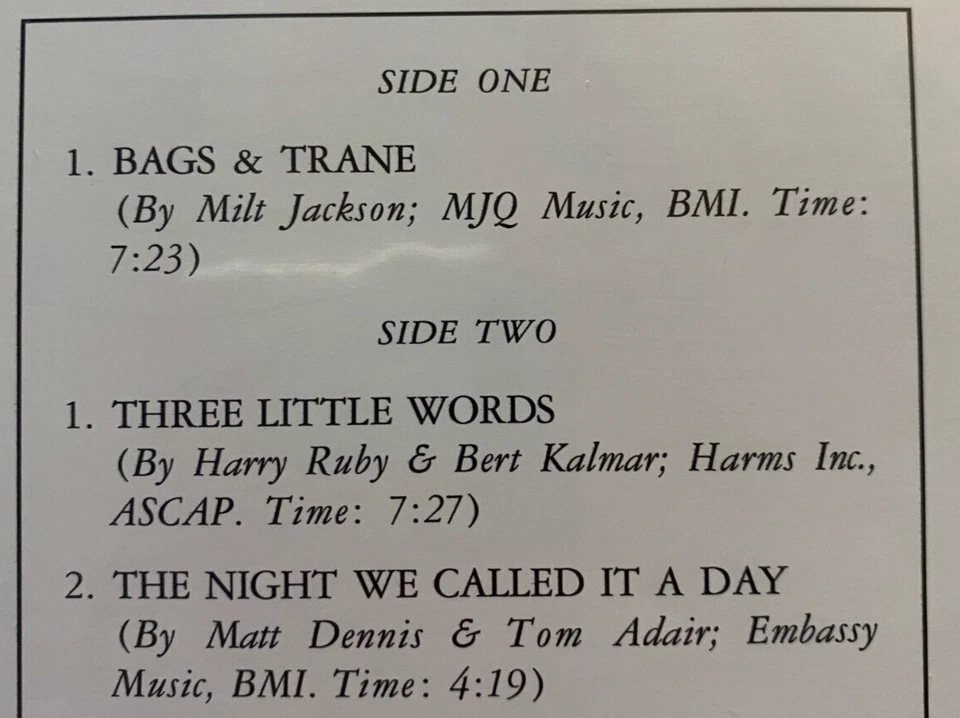 SIDE ONE
1. BAGS & TRANE
(By Milt Jackson; MJQ Music, BMI. Time:
7:23)
SIDE TWO
1. THREE LITTLE WORDS
(By Harry Ruby & Bert Kalmar; Harms Inc.,
ASCAP. Time: 7:27)
2. THE NIGHT WE CALLED IT A DAY
(By Matt Dennis & Tom Adair; Embassy
Music, BMI. Time: 4:19)